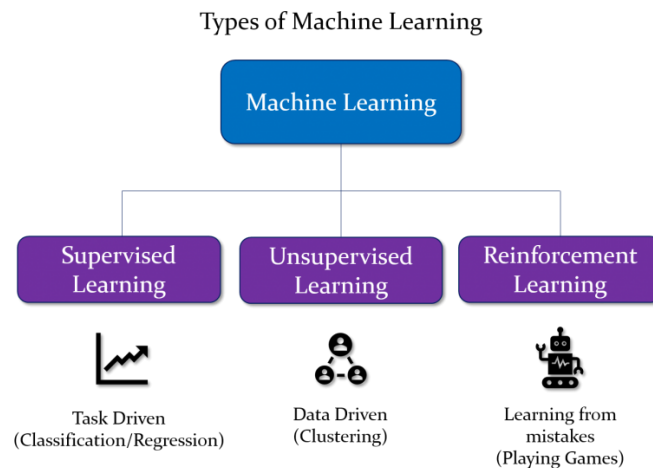 Types of Machine Learning
Machine Learning
Supervised
Learning
Unsupervised
Learning
Reinforcement
Learning
Task Driven
(Classification/Regression)
Data Driven
(Clustering)
Learning from
mistakes
(Playing Games)